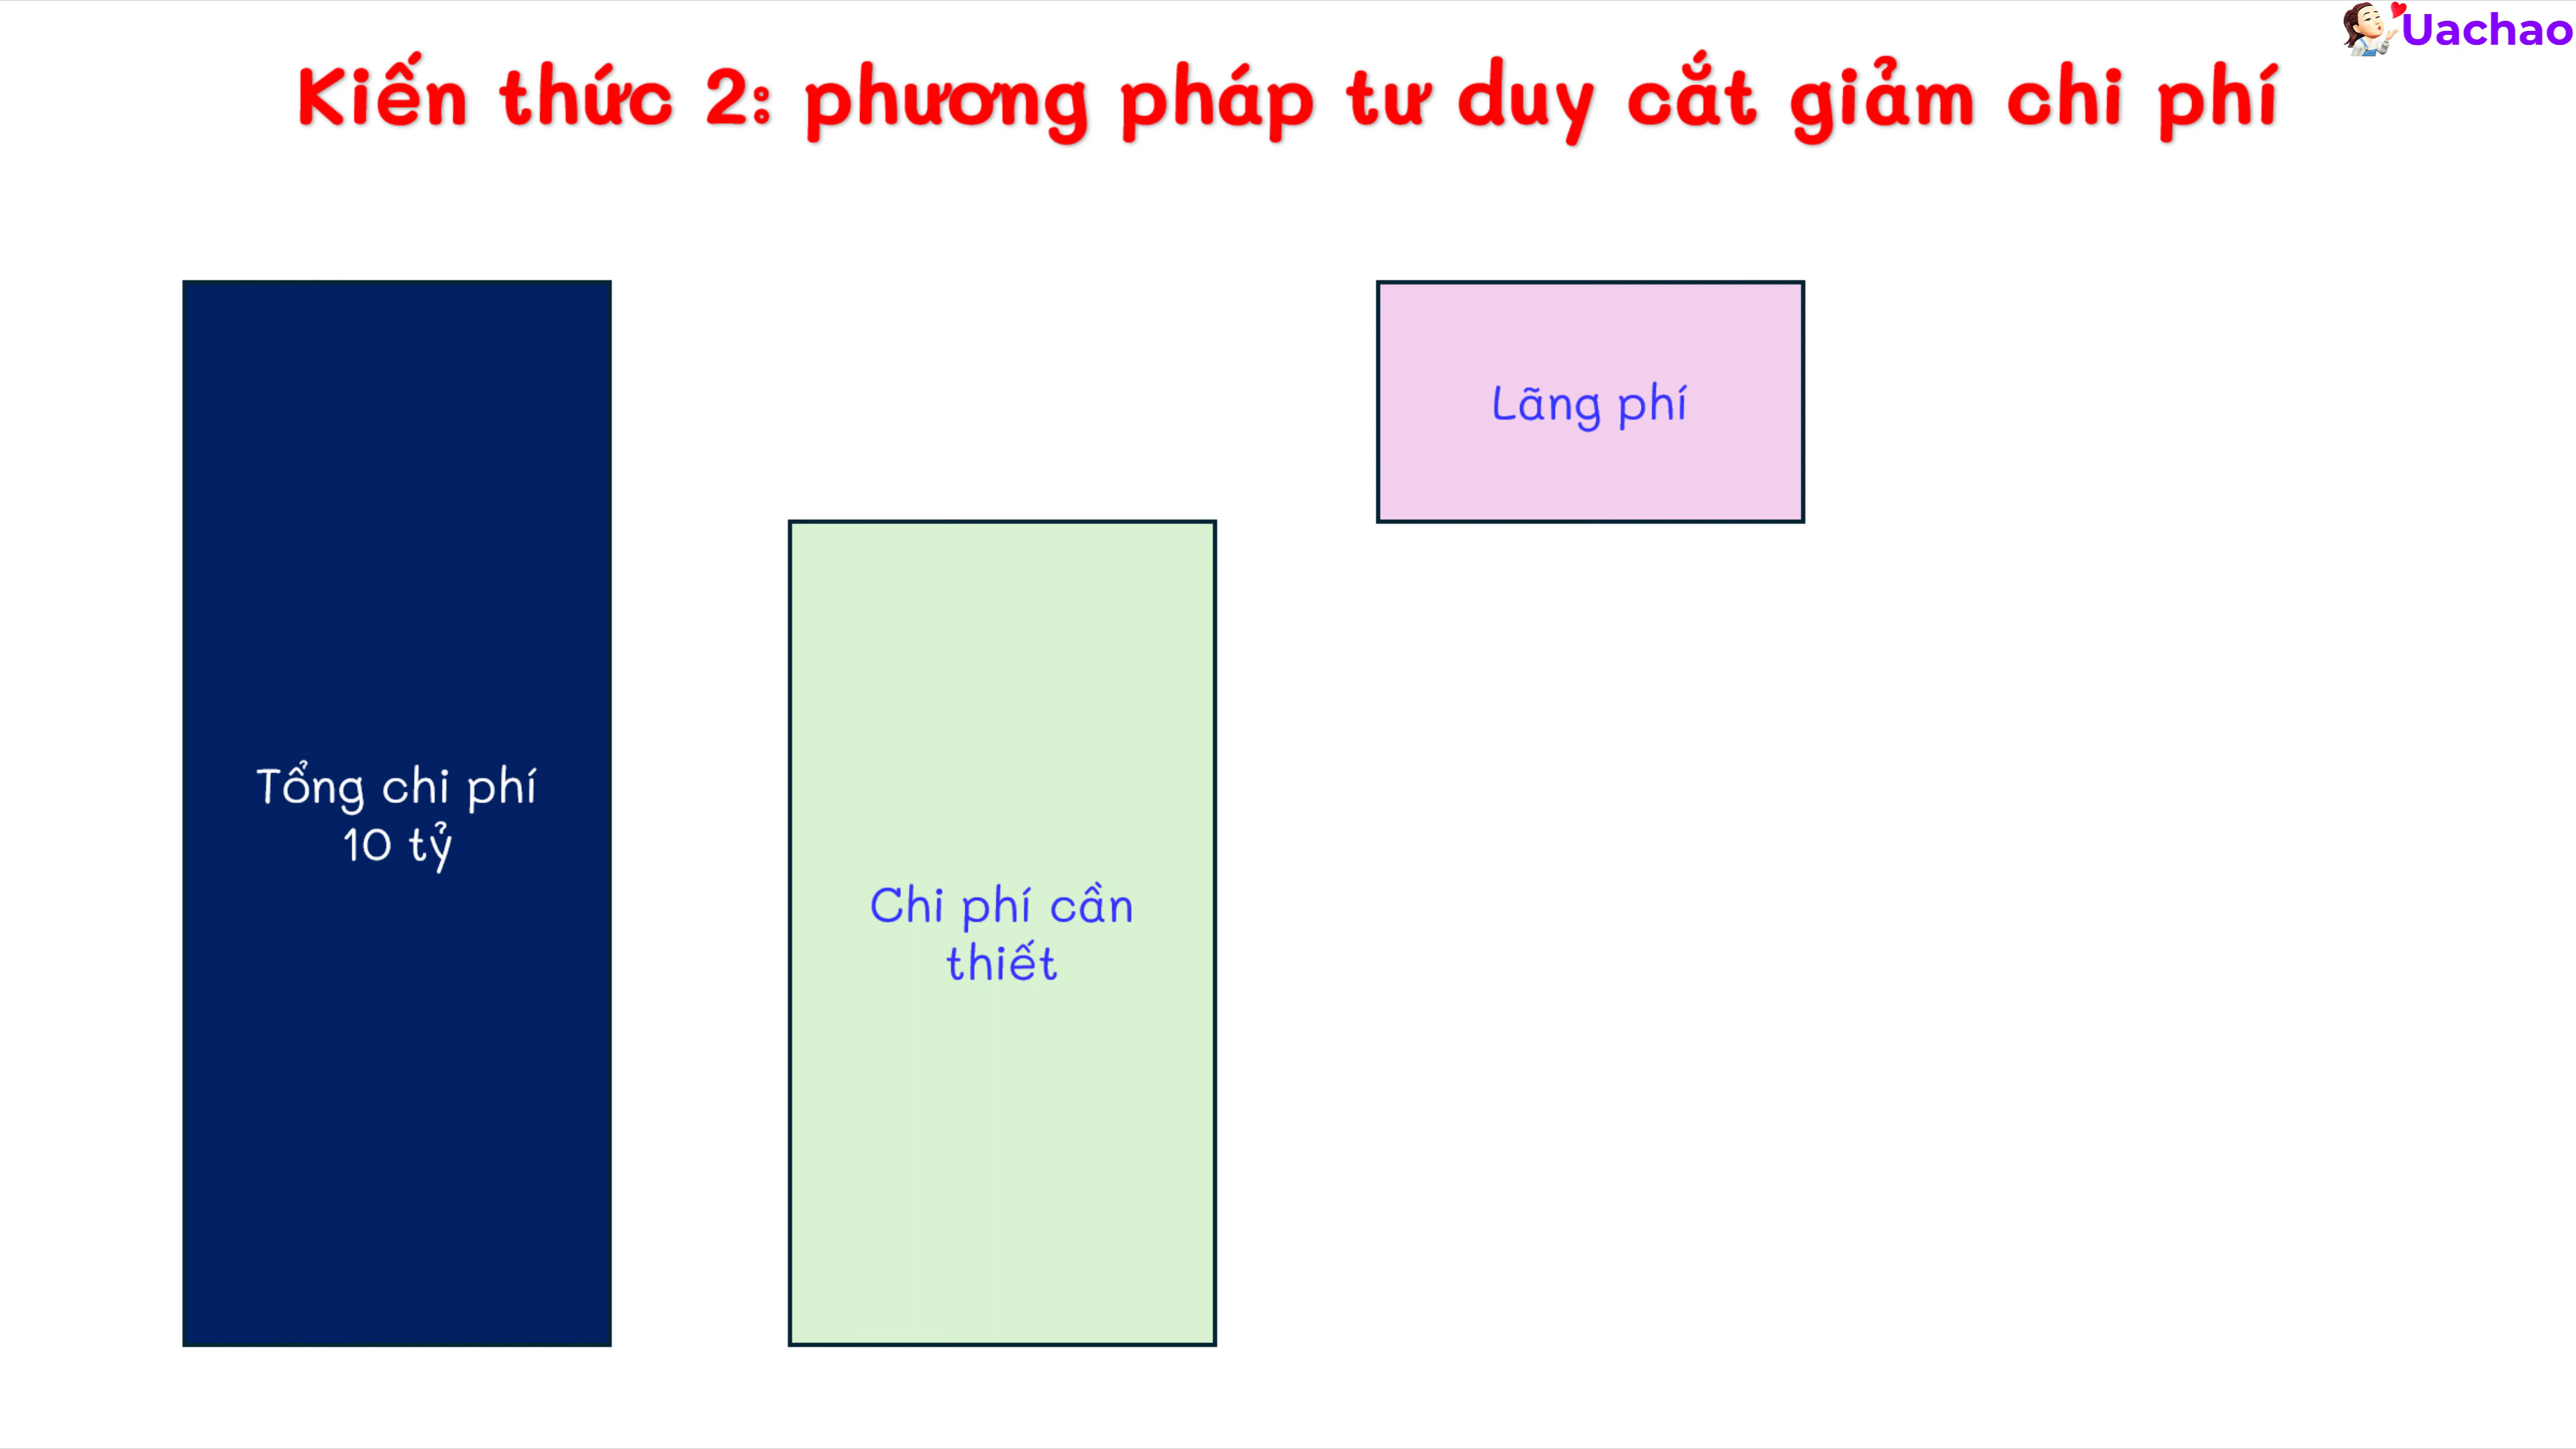 Uachao
Kiến thức 2: phương pháp tư duy cắt giảm chi phí
Tổng chi phí
10 tỷ
Chi phí cần
thiết
Lãng phí